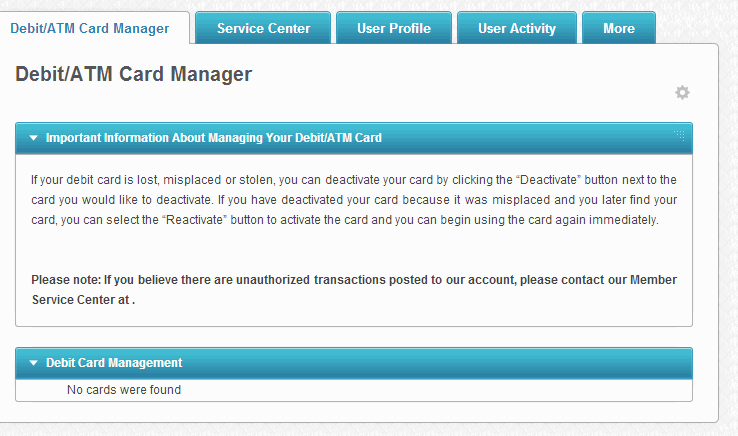 Debit/ATM Card Manager Service Center User Profile User Activity More
Debit/ATM Card Manager
Important Information About Managing Your Debit/ATM Card
If your debit card is lost, misplaced or stolen, you can deactivate your card by clicking the “Deactivate” button next to the
card you would like to deactivate. If you have deactivated your card because it was misplaced and you later find your
card, you can select the “Reactivate” button to activate the card and you can begin using the card again immediately.
Please note: If you believe there are unauthorized transactions posted to our account, please contact our Member
Service Center at .
Debit Card Management
No cards were found